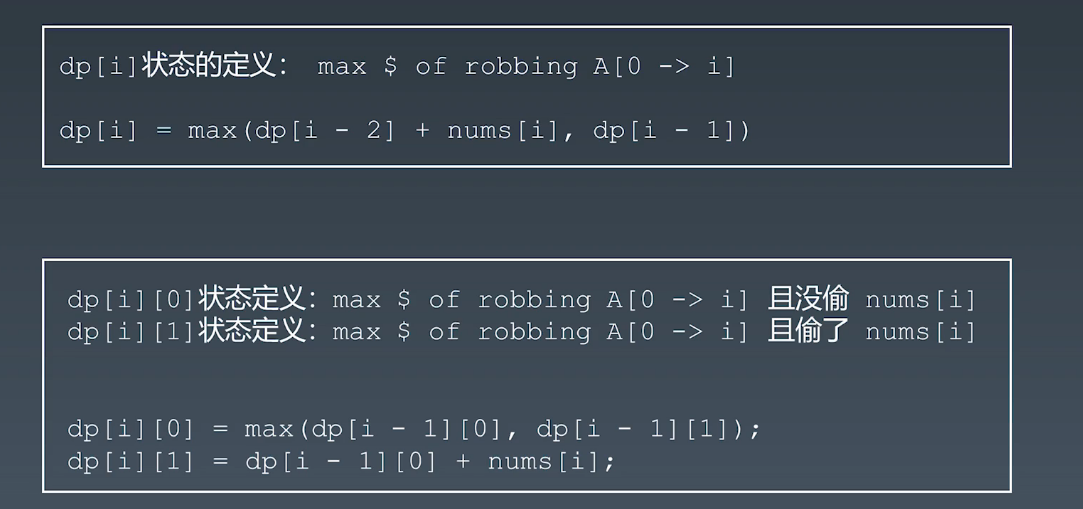 dp[i]状态的定义： max $ of robbing A[0 -> i]
dp[i] = max(dp[i - 2] + nums[i], dp[i - 1])
dp[i][0]状态定义：max $ of robbing A[0 -> i] 且没偷 nums[i]
dp[i][1]状态定义：max $ of robbing A[0 -> i] 且偷了 nums[i]
dp[i][0] = max(dp[i - 1][0], dp[i - 1][1]);
dp[i][1] = dp[i - 1][0] + nums[i];